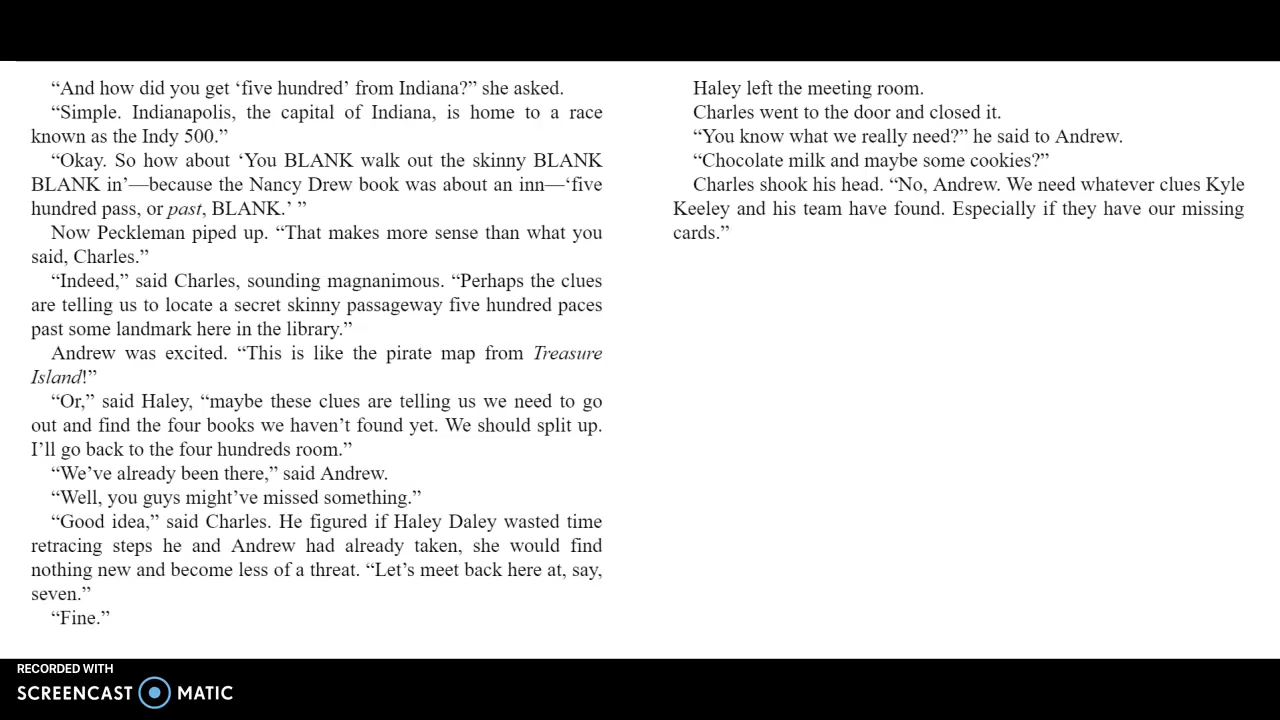 “And how did you get ‘five hundred’ from Indiana?” she asked.
“Simple. Indianapolis, the capital of Indiana, is home to a race
known as the Indy 500.”
“Okay. So how about ‘You BLANK walk out the skinny BLANK
BLANK in’—because the Nancy Drew book was about an inn—‘five
hundred pass, or past, BLANK.’ ”
Now Peckleman piped up. “That makes more sense than what you
said, Charles.”
“Indeed,” said Charles, sounding magnanimous. “Perhaps the clues
are telling us to locate a secret skinny passageway five hundred paces
past some landmark here in the library.”
Andrew was excited. “This is like the pirate map from Treasure
Island!”
“Or,” said Haley, “maybe these clues are telling us we need to go
out and find the four books we haven’t found yet. We should split up.
I’ll go back to the four hundreds room.”
“We’ve already been there,” said Andrew.
“Well, you guys might’ve missed something.”
“Good idea,” said Charles. He figured if Haley Daley wasted time
retracing steps he and Andrew had already taken, she would find
nothing new and become less of a threat. “Let’s meet back here at, say,
seven.”
“Fine.”
Haley left the meeting room.
Charles went to the door and closed it.
“You know what we really need?” he said to Andrew.
“Chocolate milk and maybe some cookies?”
Charles shook his head. “No, Andrew. We need whatever clues Kyle
Keeley and his team have found. Especially if they have our missing
cards.”
RECORDED WITH
SCREENCAST MATIC